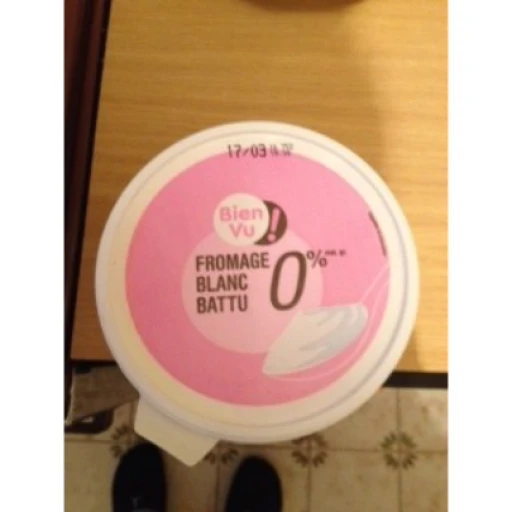 17/03
Bien
Vu !
FROMAGE
BLANC
BATTU
0%